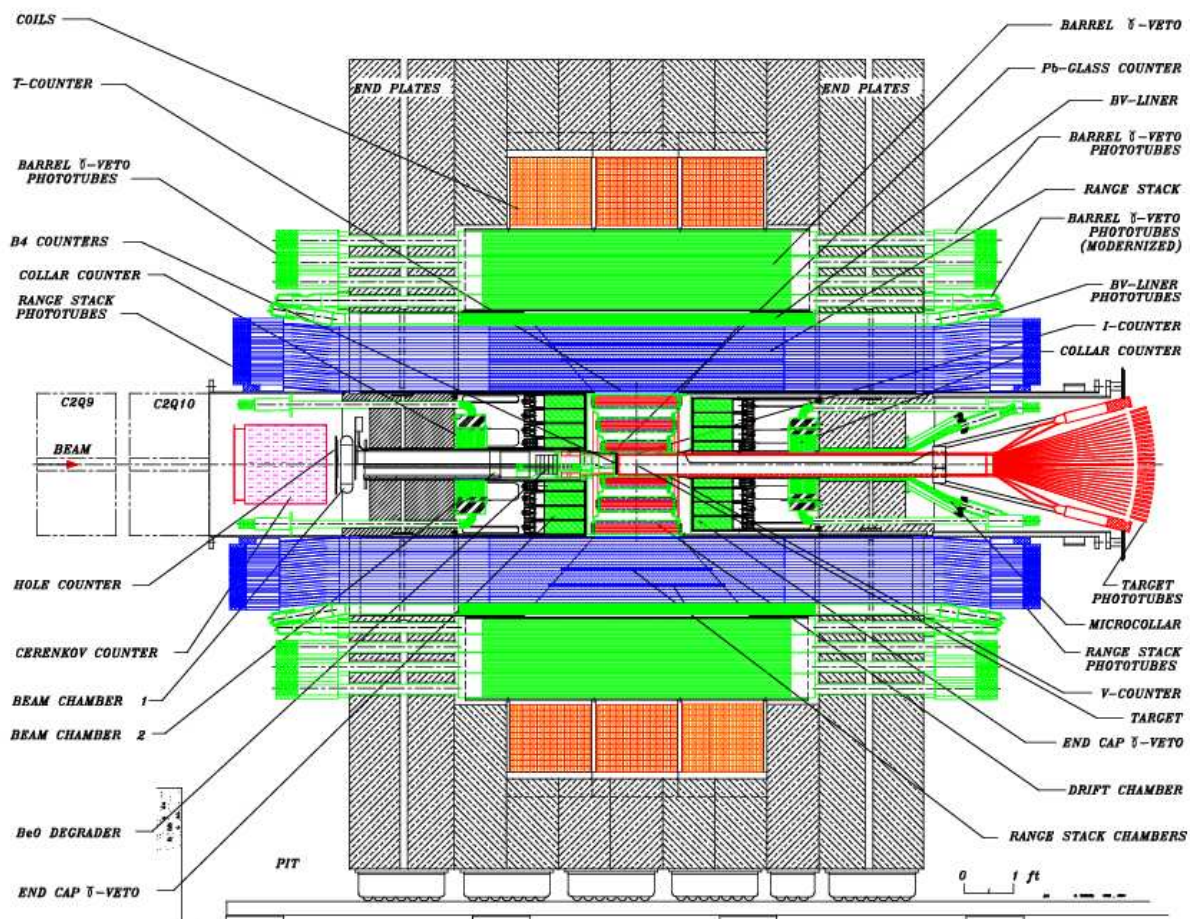 COILS
T-COUNTER
BARREL γ-VETO
PHOTOTUBES
B4 COUNTERS
COLLAR COUNTER
RANGE STACK
PHOTOTUBES
C2Q9
C2Q10
BEAM
HOLE COUNTER
CERENKOV COUNTER
BEAM CHAMBER 1
BEAM CHAMBER 2
BeO DEGRADER
END CAP γ-VETO
PIT
END PLATES
END PLATES
BARREL γ-VETO
Pb-GLASS COUNTER
BV-LINER
BARREL γ-VETO
PHOTOTUBES
RANGE STACK
BARREL γ-VETO
PHOTOTUBES
(MODERNIZED)
BV-LINER
PHOTOTUBES
I-COUNTER
COLLAR COUNTER
TARGET
PHOTOTUBES
MICROCOLLAR
RANGE STACK
PHOTOTUBES
V-COUNTER
TARGET
END CAP γ-VETO
DRIFT CHAMBER
RANGE STACK CHAMBERS
0 1 ft